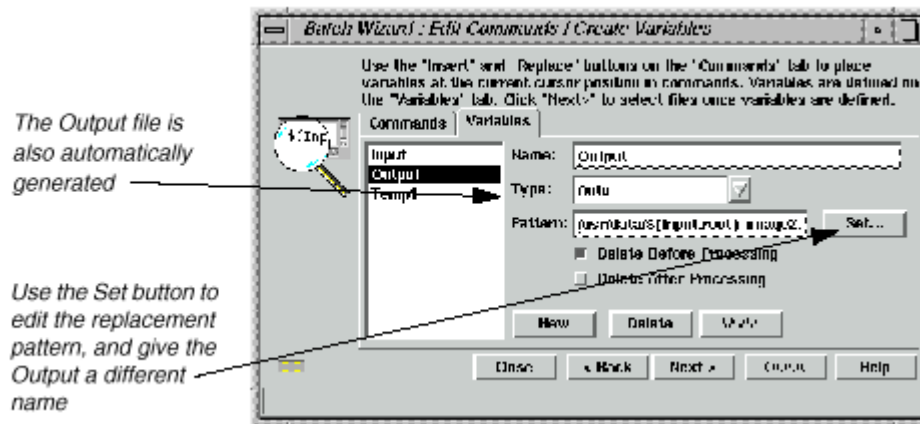 Batch Wizard : Edit Commands / Create Variables
Use the "Insert" and "Replace" buttons on the "Commands" tab to place
variables at the current cursor position in commands. Variables are defined on
the "Variables" tab. Click "Next>" to select files once variables are defined.
The Output file is
also automatically
generated
$(Inp
Commands
Variables
Input
Output
Temp1
Name:
Output
Type:
Auto
Pattern:
Set...
Delete Before Processing
Delete After Processing
Use the Set button to
edit the replacement
pattern, and give the
Output a different
name
New
Delete
Close
< Back
Next >
Help